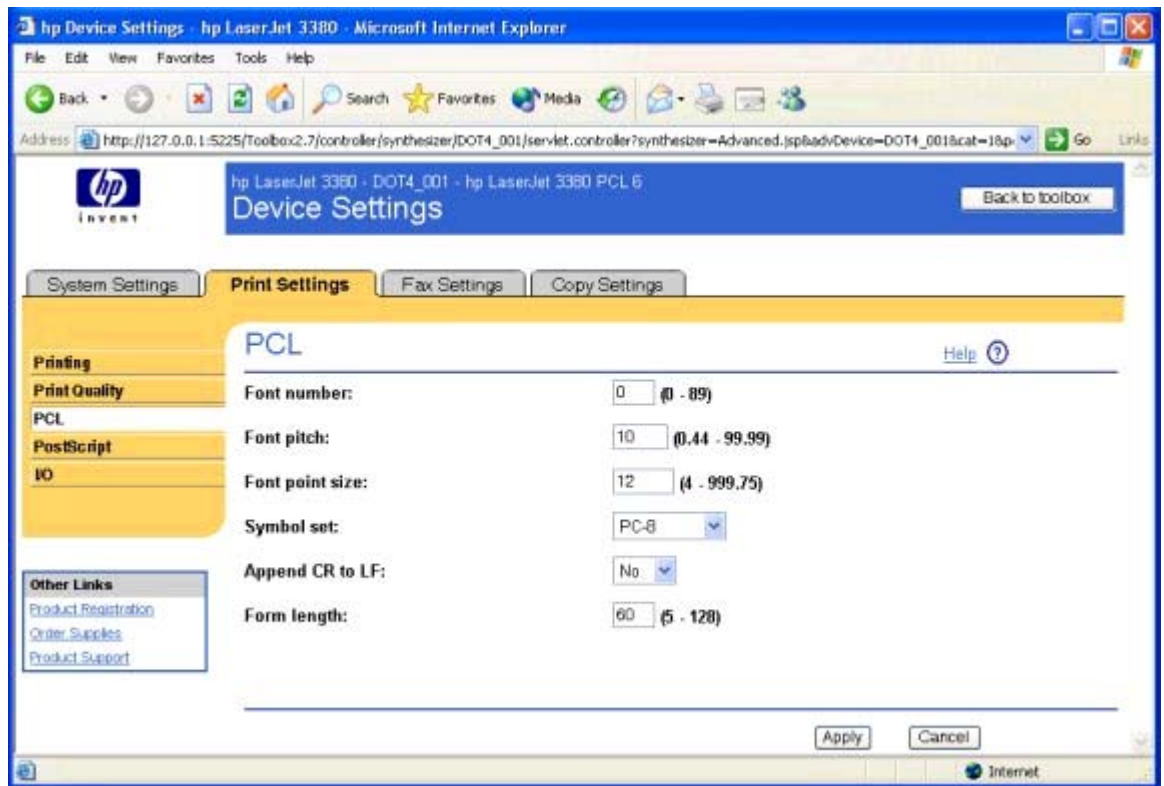 hp Device Settings - hp LaserJet 3380 - Microsoft Internet Explorer
File Edit View Favorites Tools Help
Back Search Favorites Media
Address http://127.0.0.1:5225/Toolbox2.7/controller/synthesizer/DOT4_001/servlet.controller?synthesizer=Advanced.jsp&advDevice=DOT4_001&cat=1&p Go Links
hp
invent
hp LaserJet 3380 - DOT4_001 - hp LaserJet 3380 PCL 6
Device Settings
Back to toolbox
System Settings Print Settings Fax Settings Copy Settings
Printing
Print Quality
PCL
PostScript
I/O
Other Links
Product Registration
Order Supplies
Product Support
PCL
Help ?
Font number: 0 (0 - 89)
Font pitch: 10 (0.44 - 99.99)
Font point size: 12 (4 - 999.75)
Symbol set: PC-8
Append CR to LF: No
Form length: 60 (5 - 128)
Apply Cancel
Internet